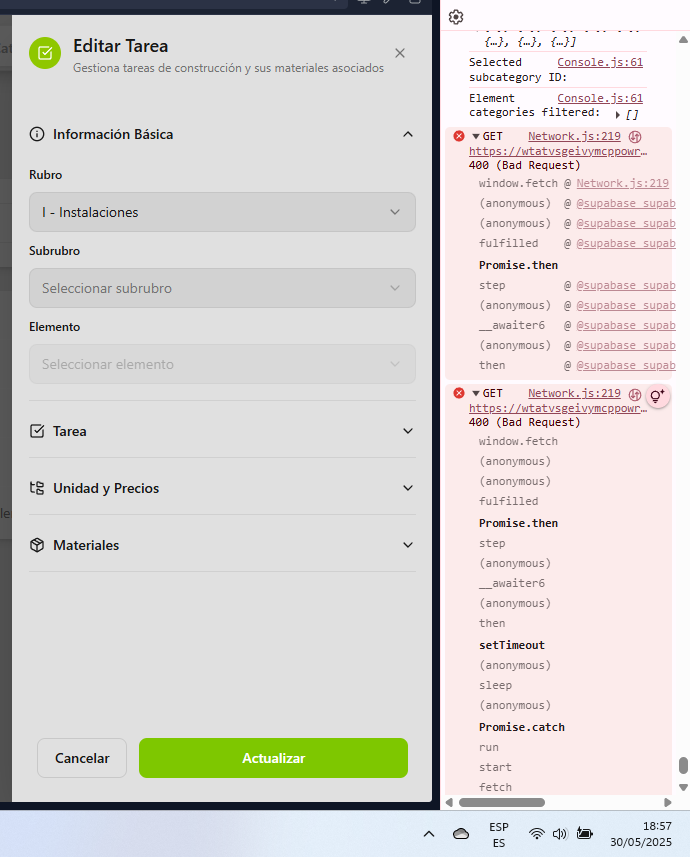 Editar Tarea
Gestiona tareas de construcción y sus materiales asociados
Información Básica
Rubro
I - Instalaciones
Subrubro
Seleccionar subrubro
Elemento
Seleccionar elemento
Tarea
Unidad y Precios
Materiales
Cancelar
Actualizar
{…}, {…}, {…}]
Selected Console.js:61
subcategory ID:
Element Console.js:61
categories filtered: ▶ []
▼GET Network.js:219
https://wtatvsgeivymcppowr…
400 (Bad Request)
window.fetch @ Network.js:219
(anonymous) @ @supabase_supab
(anonymous) @ @supabase_supab
fulfilled @ @supabase_supab
Promise.then
step @ @supabase_supab
(anonymous) @ @supabase_supab
__awaiter6 @ @supabase_supab
(anonymous) @ @supabase_supab
then @ @supabase_supab
▼GET Network.js:219
https://wtatvsgeivymcppowr…
400 (Bad Request)
window.fetch
(anonymous)
(anonymous)
fulfilled
Promise.then
step
(anonymous)
__awaiter6
(anonymous)
then
setTimeout
(anonymous)
sleep
(anonymous)
Promise.catch
run
start
fetch
ESP
ES
18:57
30/05/2025